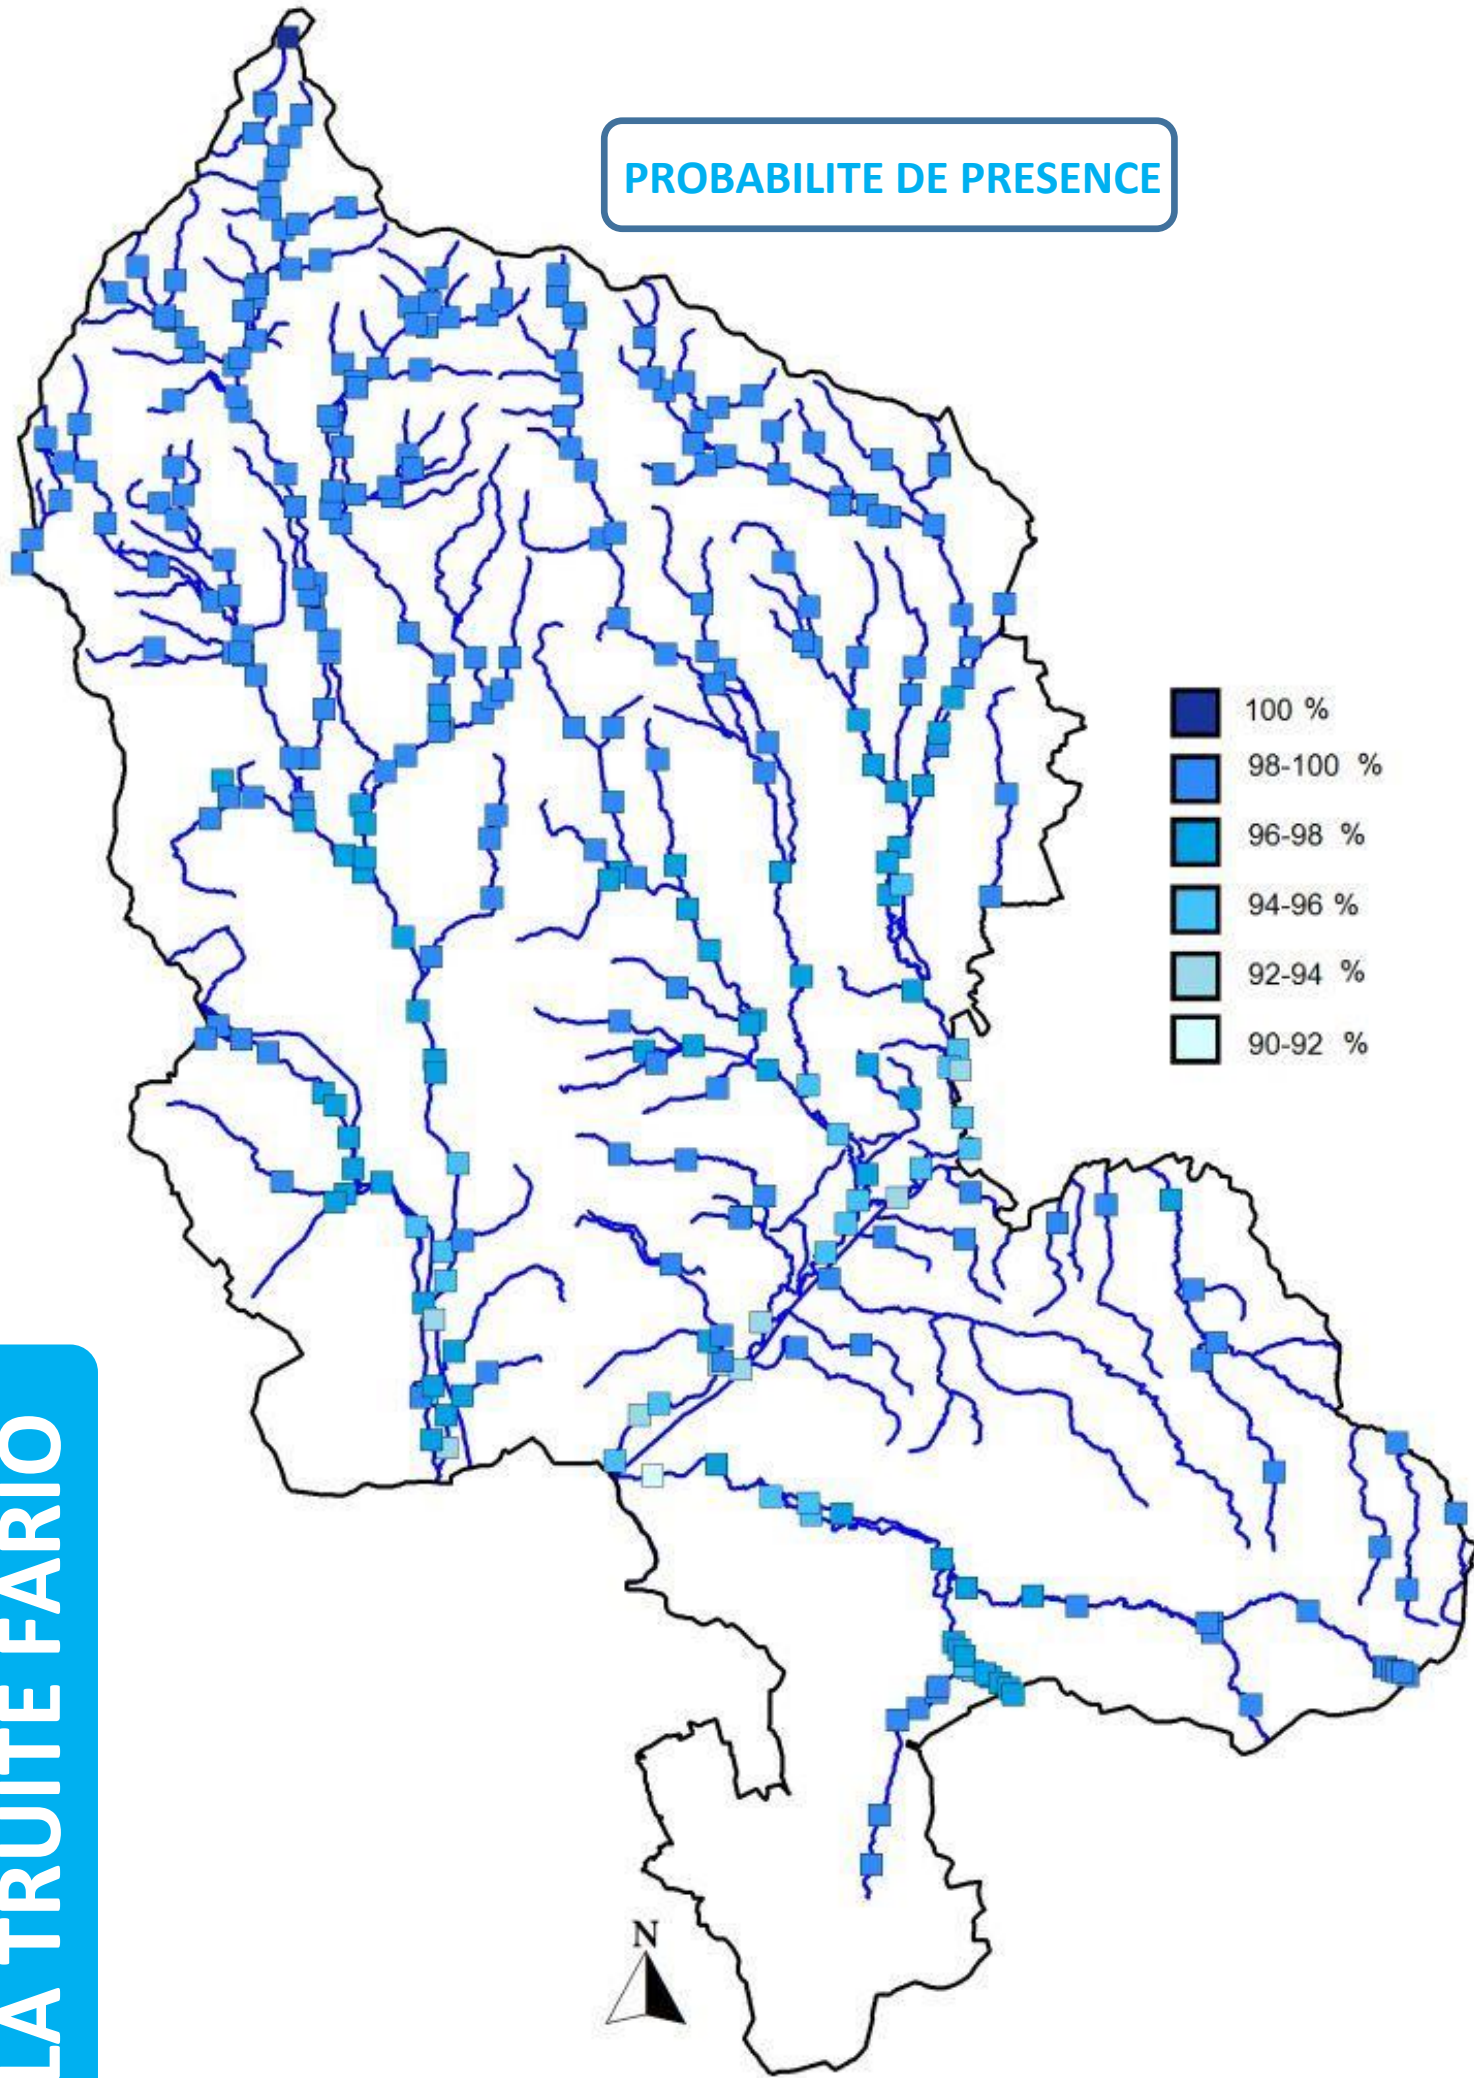 PROBABILITE DE PRESENCE
100 %
98-100 %
96-98 %
94-96 %
92-94 %
90-92 %
LA TRUITE FARIO
N